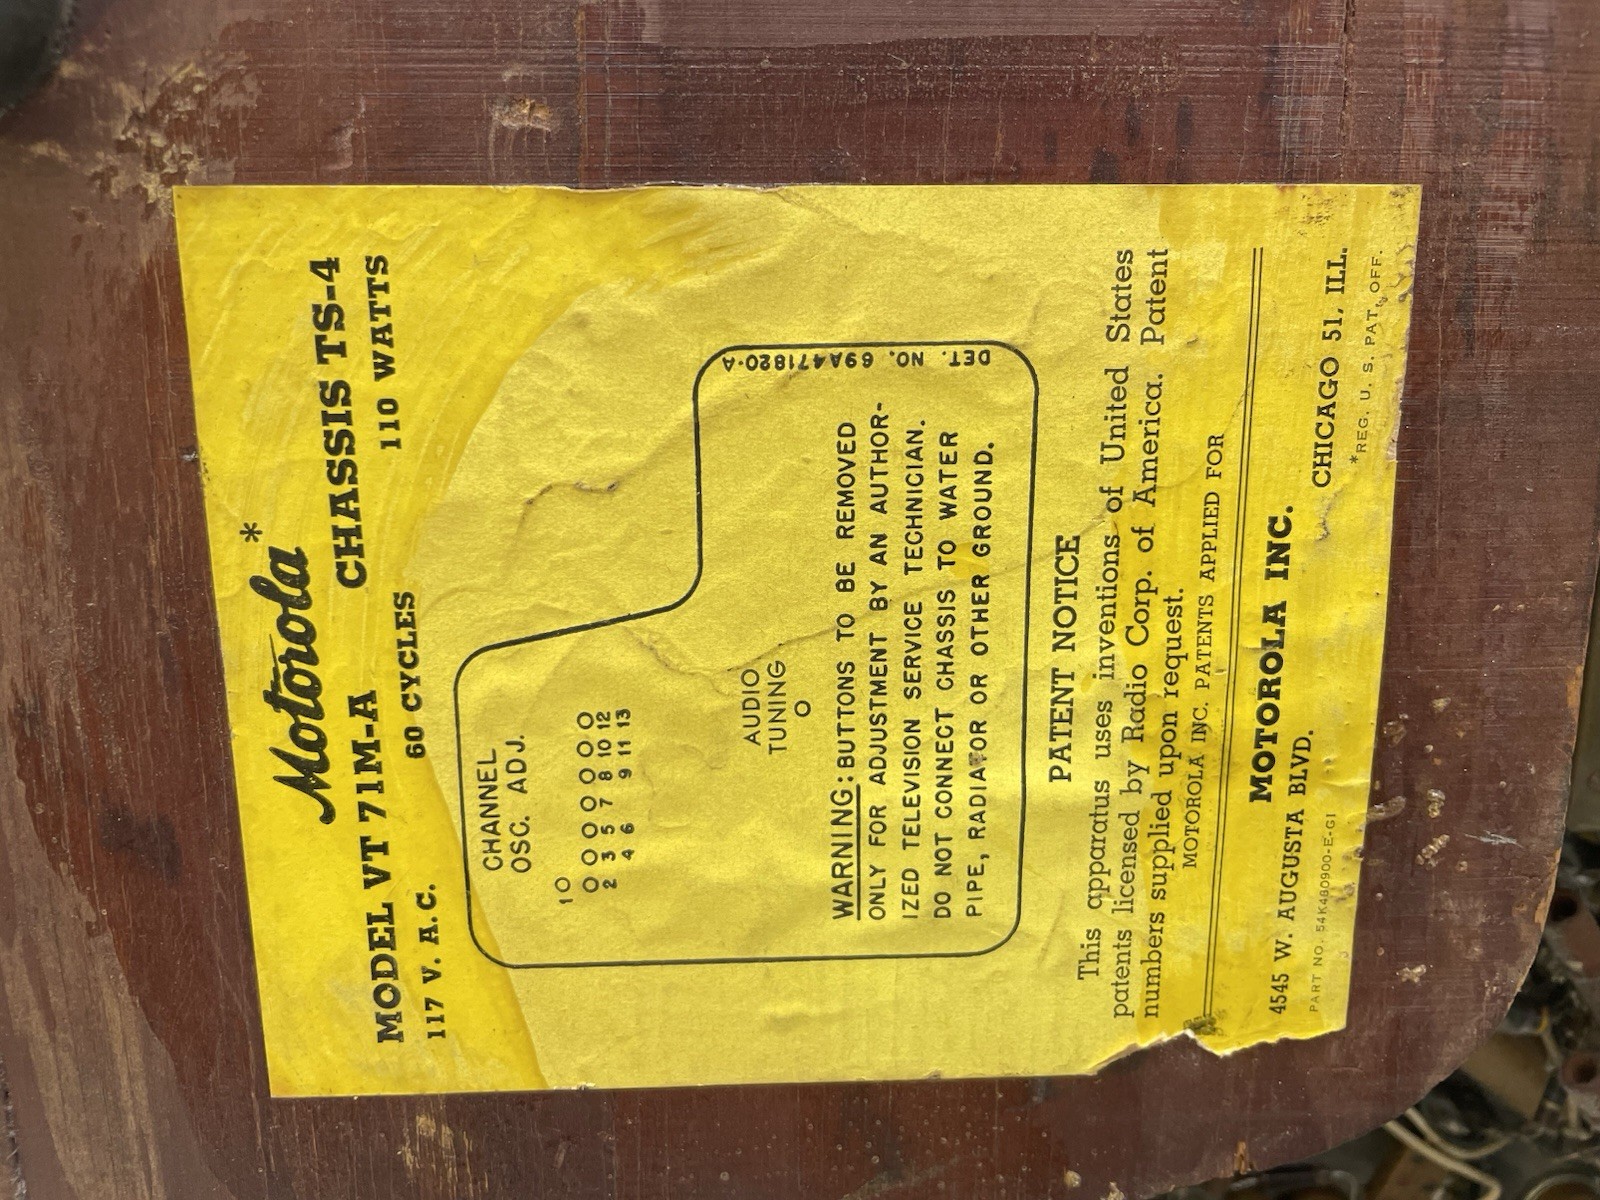 Motorola*
MODEL VT 71M-A CHASSIS TS-4
117 V. A.C. 60 CYCLES 110 WATTS
CHANNEL
OSC. ADJ.
1 O
O O O O O O O
2 3 5 7 8 10 12
4 6 9 11 13
AUDIO
TUNING
O
WARNING: BUTTONS TO BE REMOVED
ONLY FOR ADJUSTMENT BY AN AUTHOR-
IZED TELEVISION SERVICE TECHNICIAN.
DO NOT CONNECT CHASSIS TO WATER
PIPE, RADIATOR OR OTHER GROUND.
DET. NO. 69A471820-A
PATENT NOTICE
This apparatus uses inventions of United States
patents licensed by Radio Corp. of America. Patent
numbers supplied upon request.
MOTOROLA INC. PATENTS APPLIED FOR
MOTOROLA INC.
4545 W. AUGUSTA BLVD. CHICAGO 51, ILL.
PART NO. 54K480900-E-GI *REG. U. S. PAT. OFF.